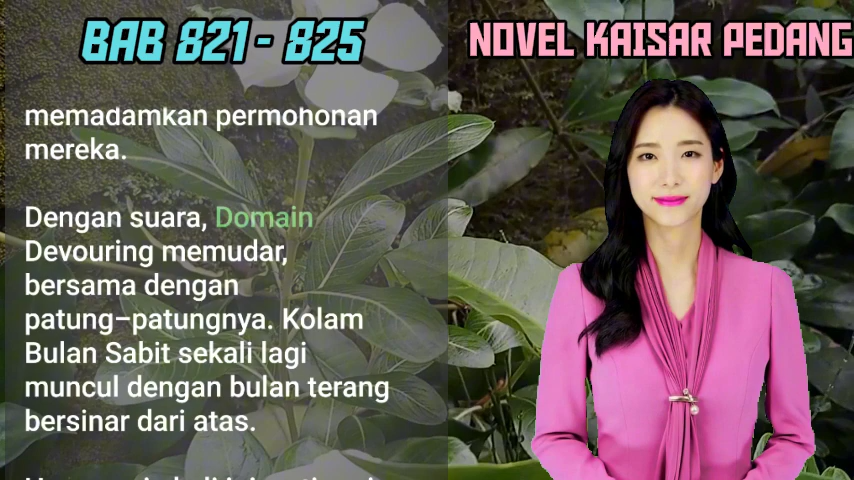 BAB 821 - 825
NOVEL KAISAR PEDANG
memadamkan permohonan
mereka.
Dengan suara, Domain
Devouring memudar,
bersama dengan
patung-patungnya. Kolam
Bulan Sabit sekali lagi
muncul dengan bulan terang
bersinar dari atas.